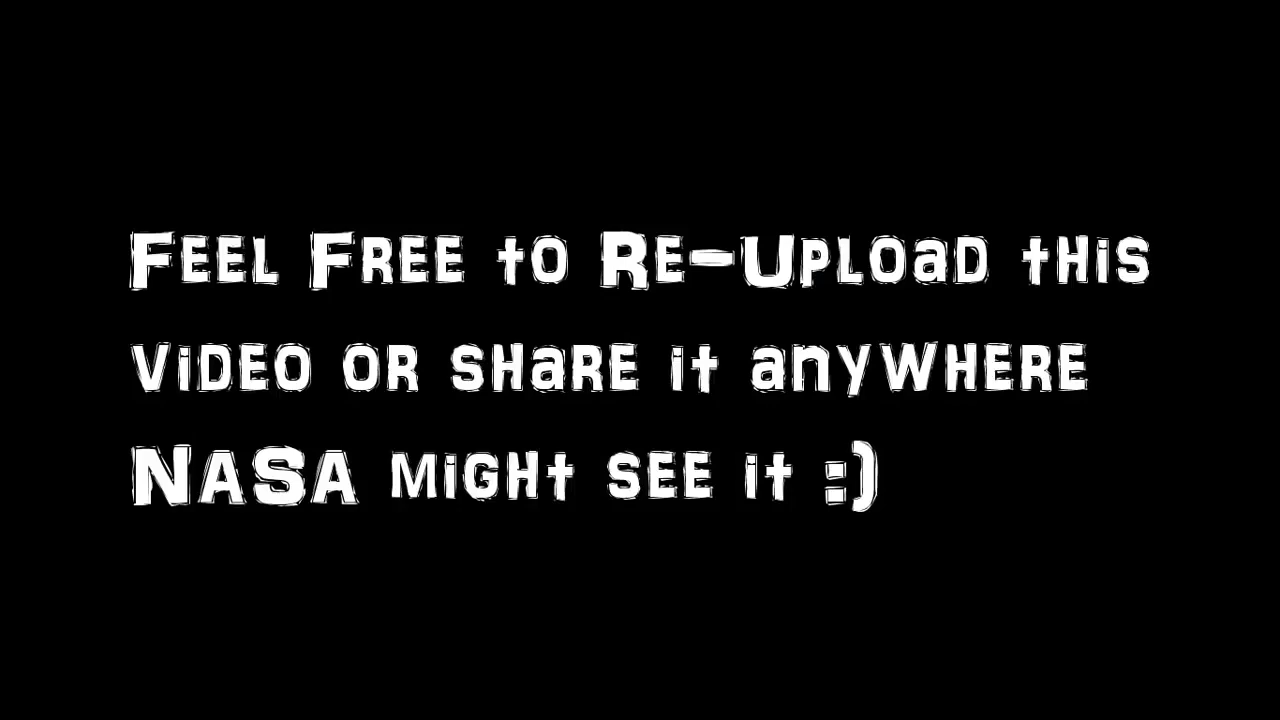 Feel Free to Re-Upload this
video or share it anywhere
NASA might see it :)